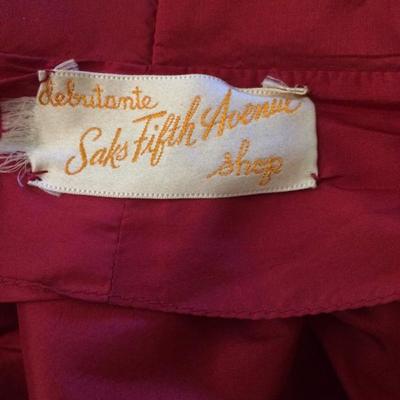 debutante
Saks Fifth Avenue
shop